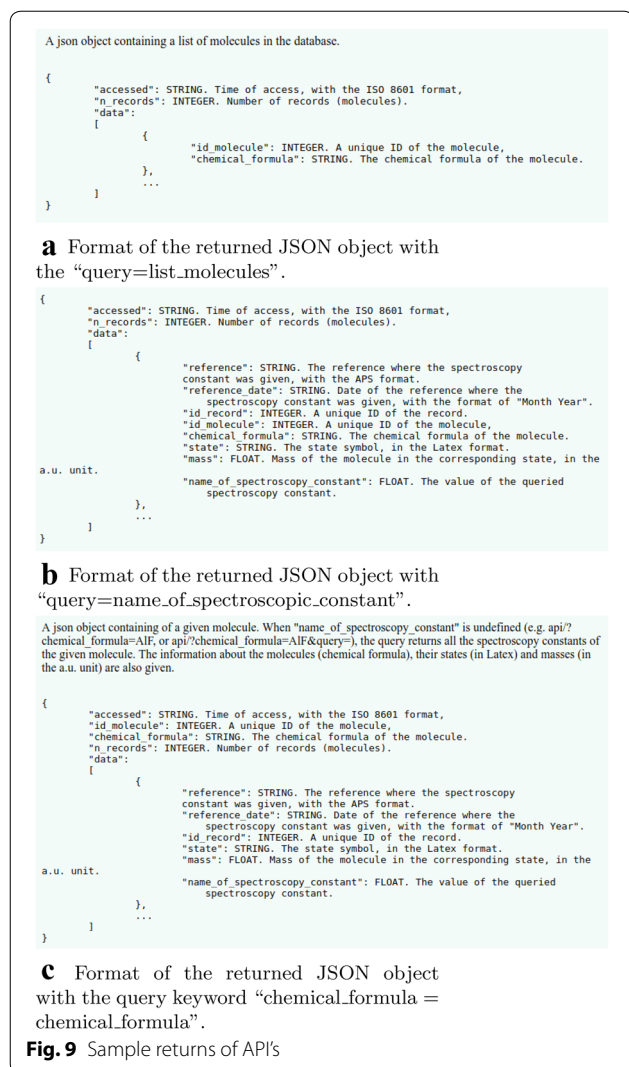 A json object containing a list of molecules in the database.
{
"accessed": STRING. Time of access, with the ISO 8601 format,
"n_records": INTEGER. Number of records (molecules).
"data":
[
{
"id_molecule": INTEGER. A unique ID of the molecule,
"chemical_formula": STRING. The chemical formula of the molecule.
},
...
]
}
a Format of the returned JSON object with
the “query=list_molecules”.
{
"accessed": STRING. Time of access, with the ISO 8601 format,
"n_records": INTEGER. Number of records (molecules).
"data":
[
{
"reference": STRING. The reference where the spectroscopy
constant was given, with the APS format.
"reference_date": STRING. Date of the reference where the
spectroscopy constant was given, with the format of "Month Year".
"id_record": INTEGER. A unique ID of the record.
"id_molecule": INTEGER. A unique ID of the molecule,
"chemical_formula": STRING. The chemical formula of the molecule.
"state": STRING. The state symbol, in the Latex format.
"mass": FLOAT. Mass of the molecule in the corresponding state, in the
a.u. unit.
"name_of_spectroscopy_constant": FLOAT. The value of the queried
spectroscopy constant.
},
...
]
}
b Format of the returned JSON object with
“query=name_of_spectroscopic_constant”.
A json object containing of a given molecule. When "name_of_spectroscopy_constant" is undefined (e.g. api/?
chemical_formula=AlF, or api/?chemical_formula=AlF&query=), the query returns all the spectroscopy constants of
the given molecule. The information about the molecules (chemical formula), their states (in Latex) and masses (in
the a.u. unit) are also given.
{
"accessed": STRING. Time of access, with the ISO 8601 format,
"id_molecule": INTEGER. A unique ID of the molecule,
"chemical_formula": STRING. The chemical formula of the molecule.
"n_records": INTEGER. Number of records (molecules).
"data":
[
{
"reference": STRING. The reference where the spectroscopy
constant was given, with the APS format.
"reference_date": STRING. Date of the reference where the
spectroscopy constant was given, with the format of "Month Year".
"id_record": INTEGER. A unique ID of the record.
"state": STRING. The state symbol, in the Latex format.
"mass": FLOAT. Mass of the molecule in the corresponding state, in the
a.u. unit.
"name_of_spectroscopy_constant": FLOAT. The value of the queried
spectroscopy constant.
},
...
]
}
c Format of the returned JSON object
with the query keyword “chemical_formula =
chemical_formula”.
Fig. 9 Sample returns of API's